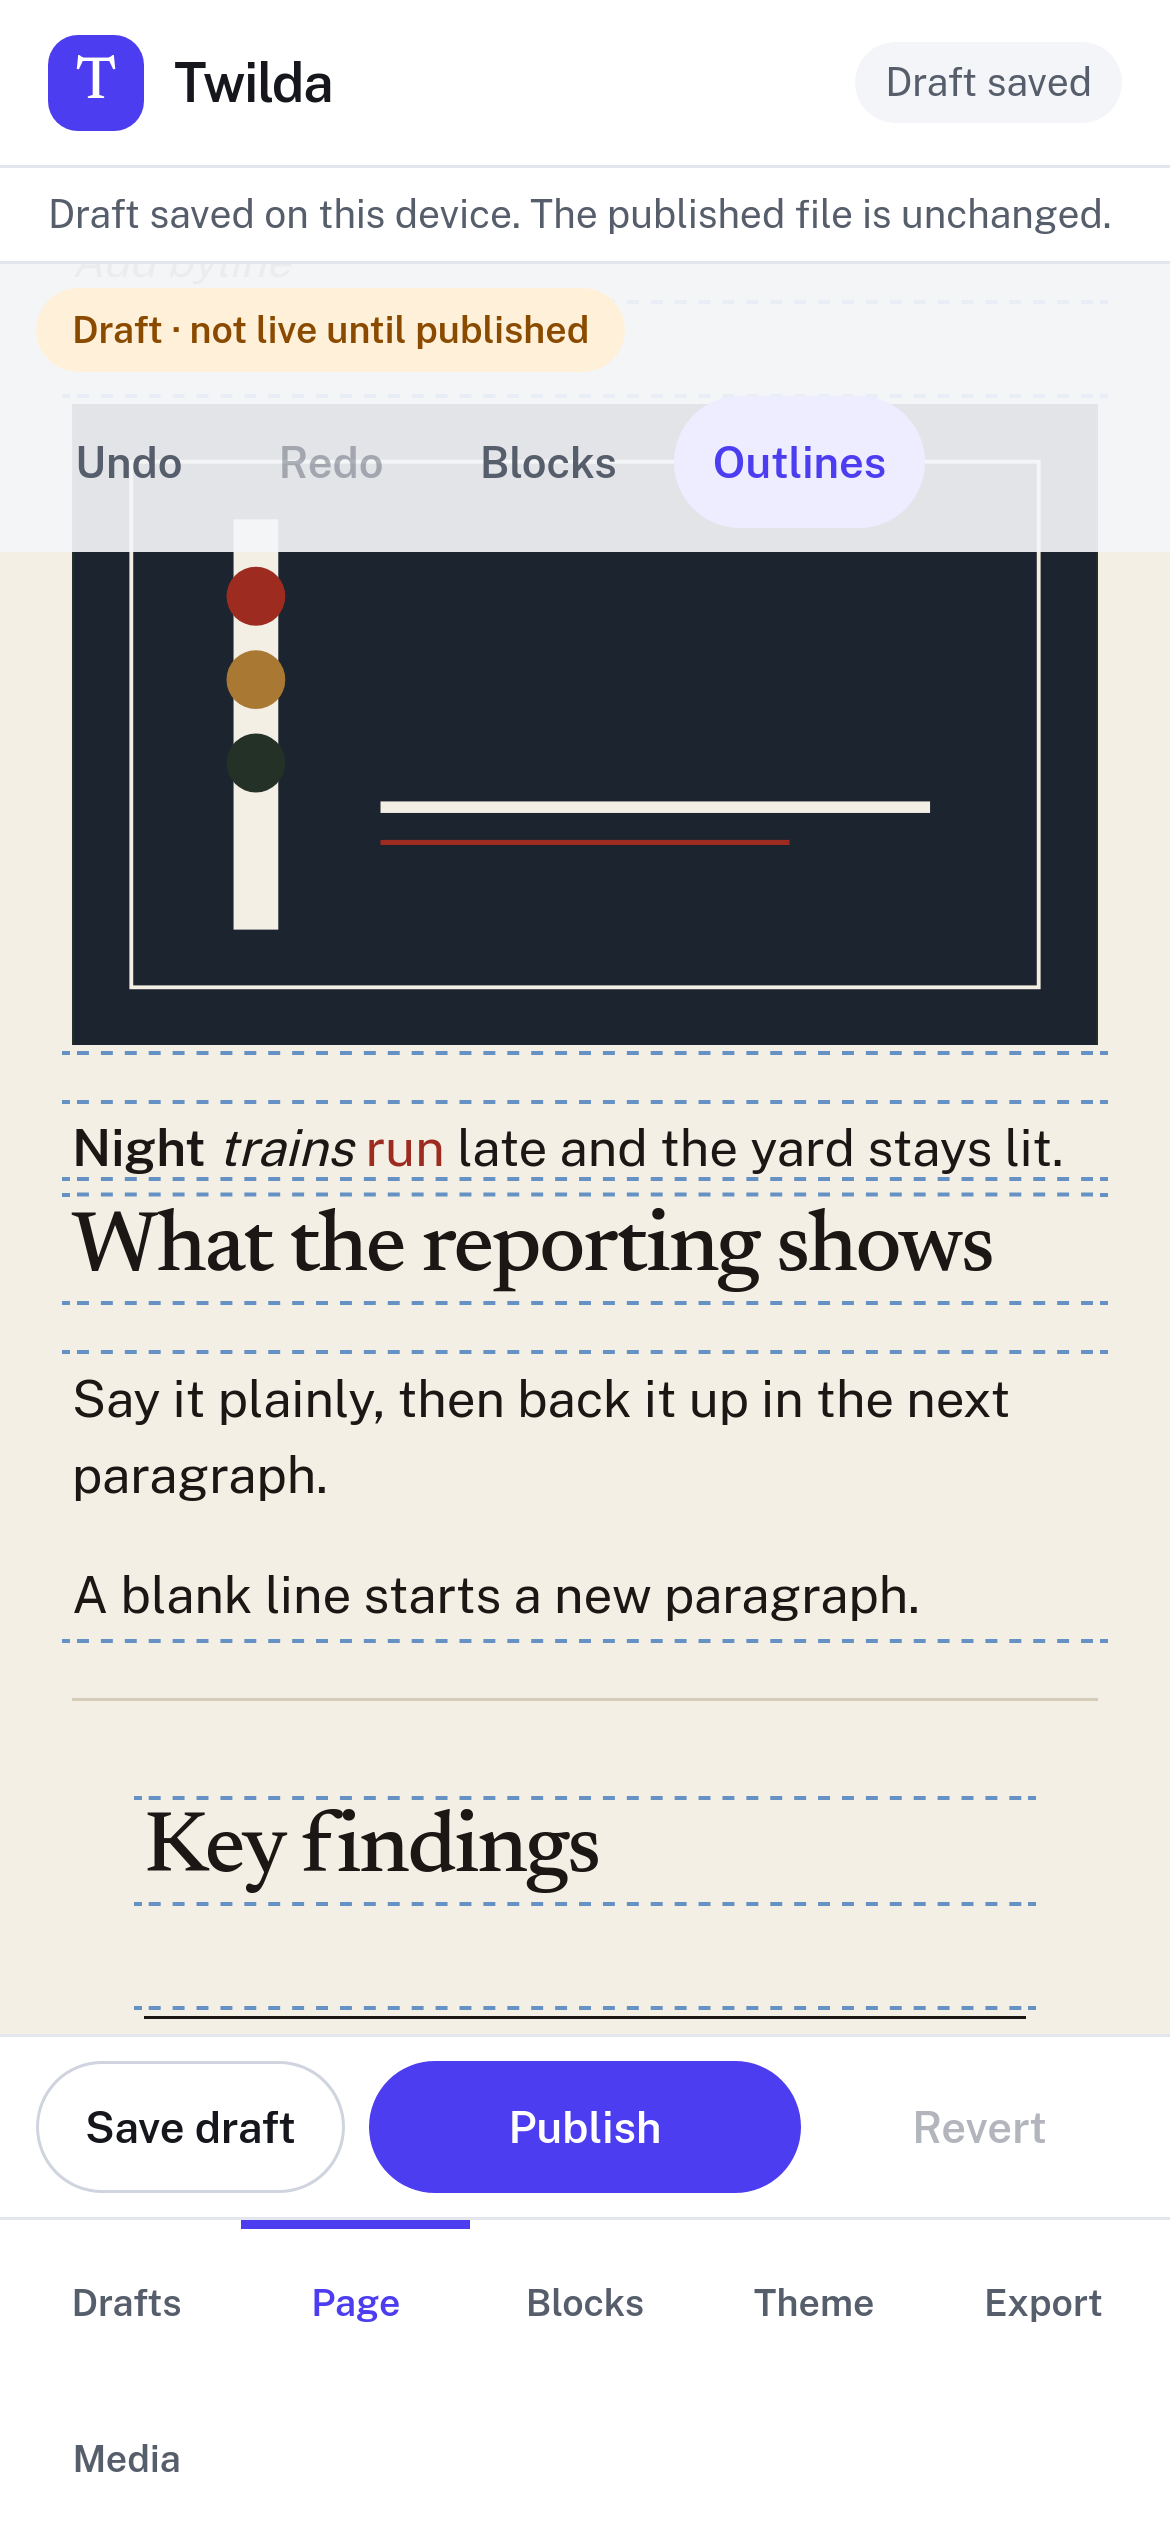 T
Twilda
Draft saved
Draft saved on this device. The published file is unchanged.
Add byline
Draft · not live until published
Undo
Redo
Blocks
Outlines
Night trains run late and the yard stays lit.
What the reporting shows
Say it plainly, then back it up in the next
paragraph.
A blank line starts a new paragraph.
Key findings
Save draft
Publish
Revert
Drafts
Page
Blocks
Theme
Export
Media